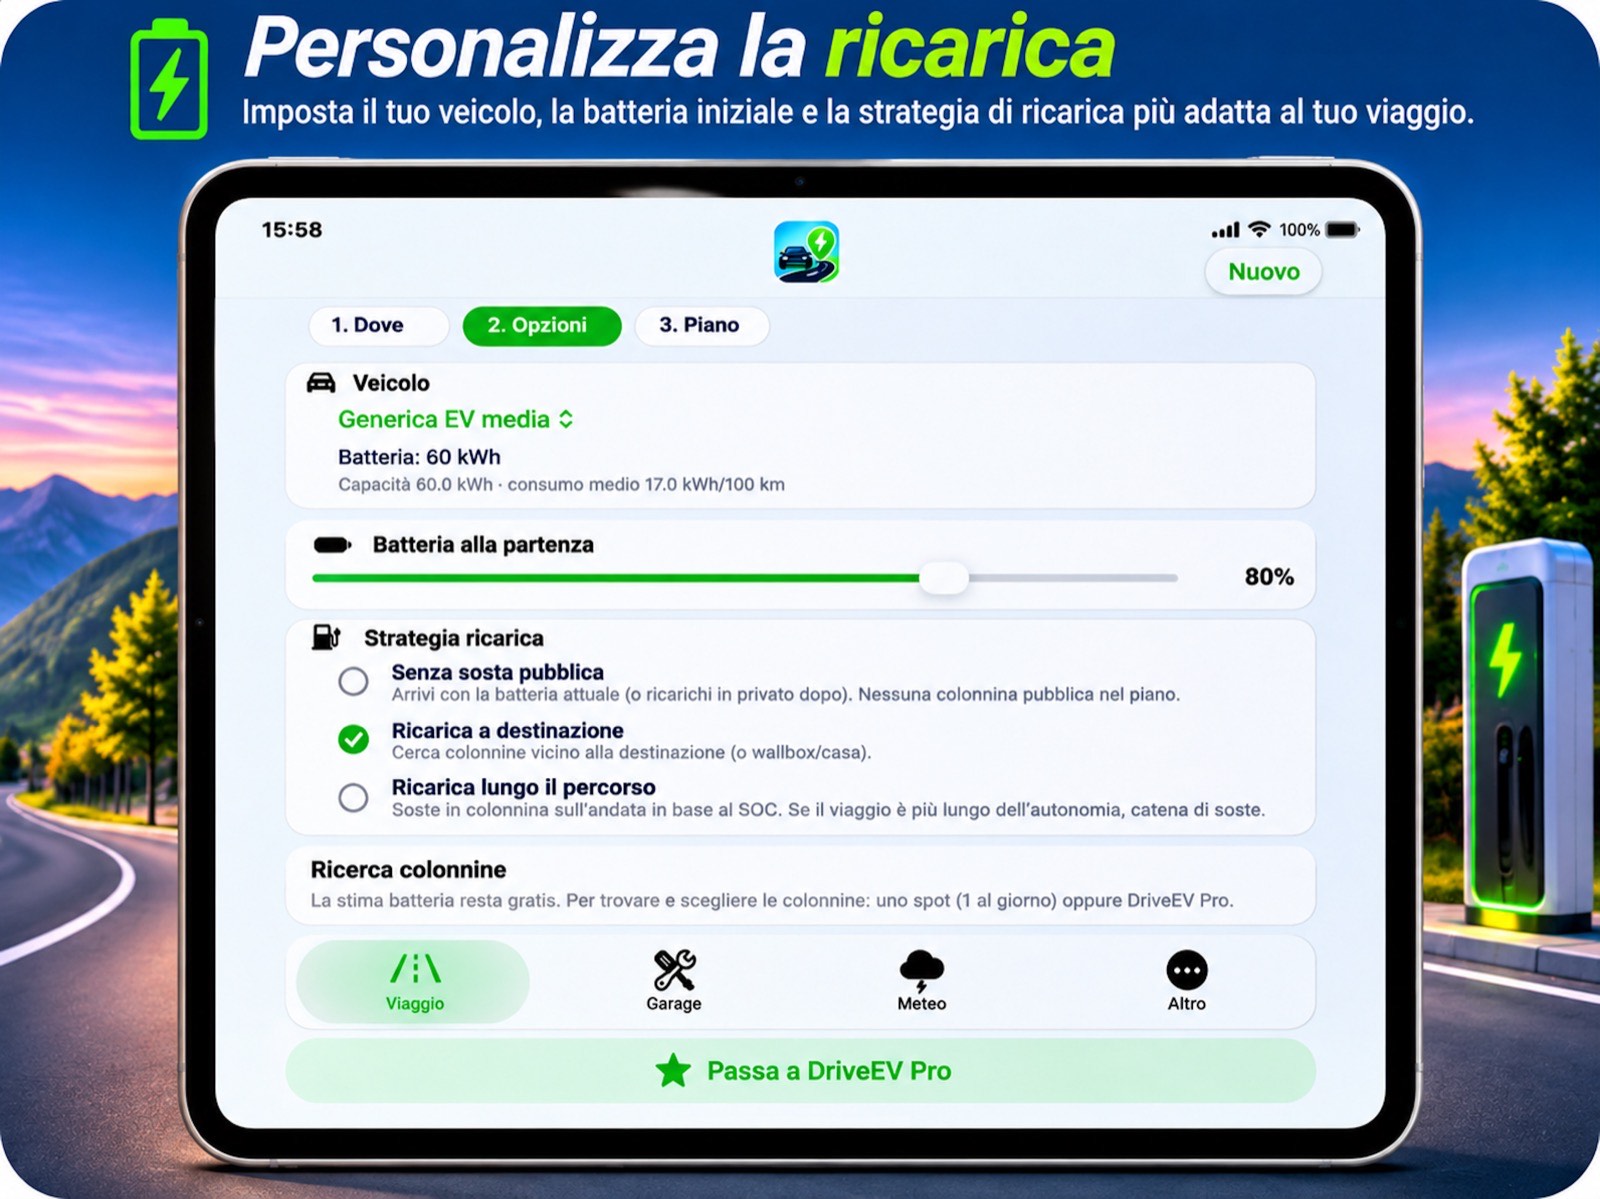 Personalizza la ricarica
Imposta il tuo veicolo, la batteria iniziale e la strategia di ricarica più adatta al tuo viaggio.
15:58
100%
Nuovo
1. Dove
2. Opzioni
3. Piano
Veicolo
Generica EV media
Batteria: 60 kWh
Capacità 60.0 kWh · consumo medio 17.0 kWh/100 km
Batteria alla partenza
80%
Strategia ricarica
Senza sosta pubblica
Arrivi con la batteria attuale (o ricarichi in privato dopo). Nessuna colonnina pubblica nel piano.
Ricarica a destinazione
Cerca colonnine vicino alla destinazione (o wallbox/casa).
Ricarica lungo il percorso
Soste in colonnina sull'andata in base al SOC. Se il viaggio è più lungo dell'autonomia, catena di soste.
Ricerca colonnine
La stima batteria resta gratis. Per trovare e scegliere le colonnine: uno spot (1 al giorno) oppure DriveEV Pro.
Viaggio
Garage
Meteo
Altro
Passa a DriveEV Pro